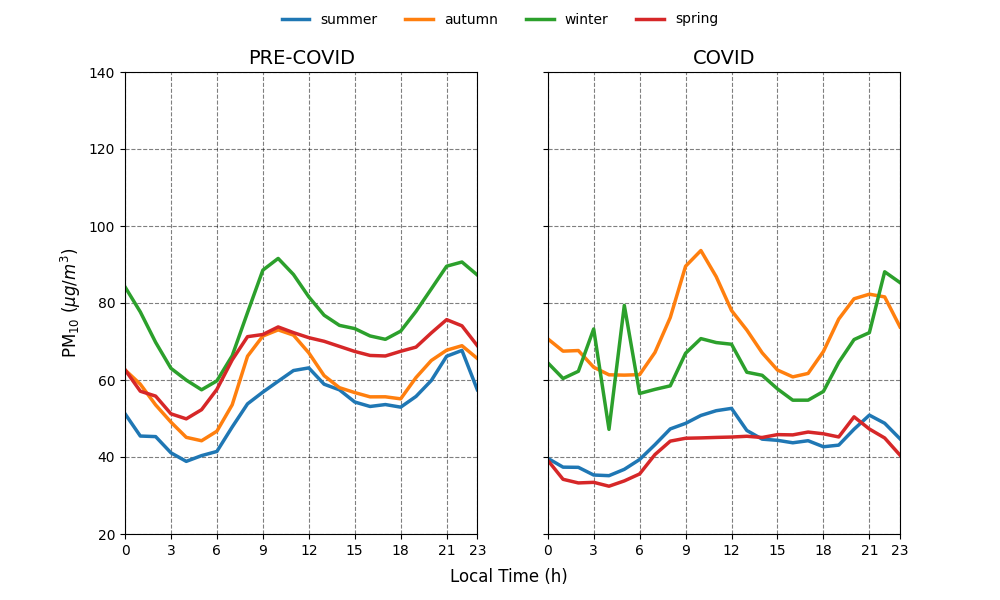 summer autumn winter spring
PRE-COVID COVID
140
120
100
80
60
40
20
PM₁₀ (μg/m³)
0 3 6 9 12 15 18 21 23 0 3 6 9 12 15 18 21 23
Local Time (h)